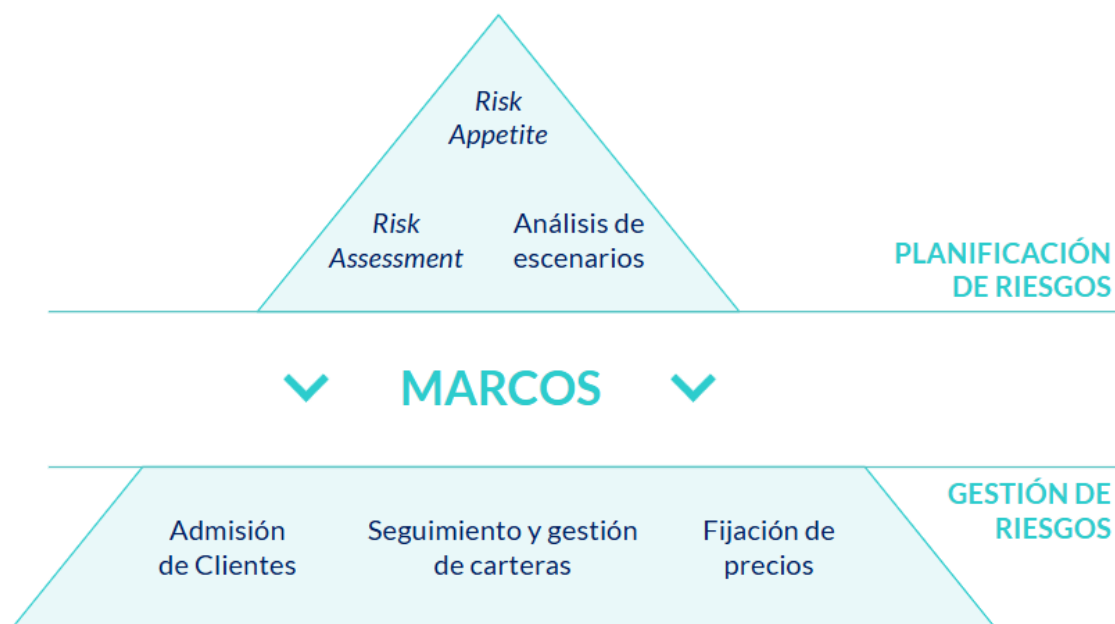 Risk
Appetite
Risk
Assessment
Análisis de
escenarios
PLANIFICACIÓN
DE RIESGOS
MARCOS
GESTIÓN DE
RIESGOS
Admisión
de Clientes
Seguimiento y gestión
de carteras
Fijación de
precios